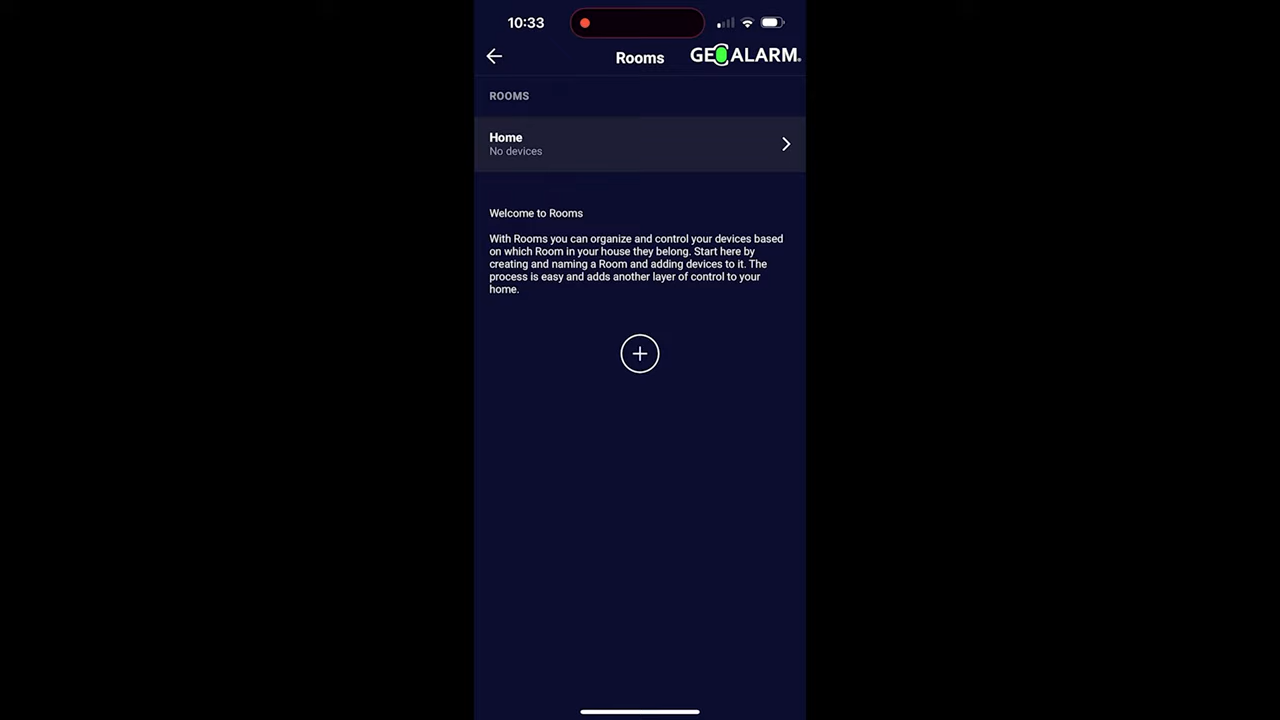 10:33
Rooms
GEOALARM®
ROOMS
Home
No devices
Welcome to Rooms
With Rooms you can organize and control your devices based
on which Room in your house they belong. Start here by
creating and naming a Room and adding devices to it. The
process is easy and adds another layer of control to your
home.